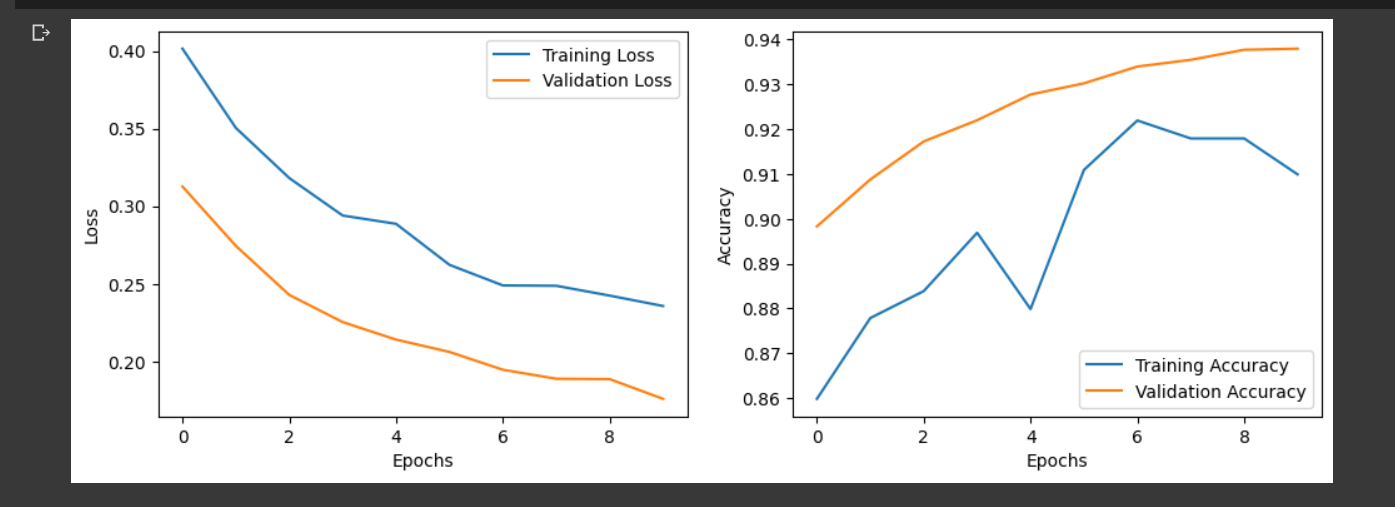 0.40
0.35
0.30
0.25
0.20
Loss
Training Loss
Validation Loss
0 2 4 6 8
Epochs
0.94
0.93
0.92
0.91
0.90
0.89
0.88
0.87
0.86
Accuracy
Training Accuracy
Validation Accuracy
0 2 4 6 8
Epochs